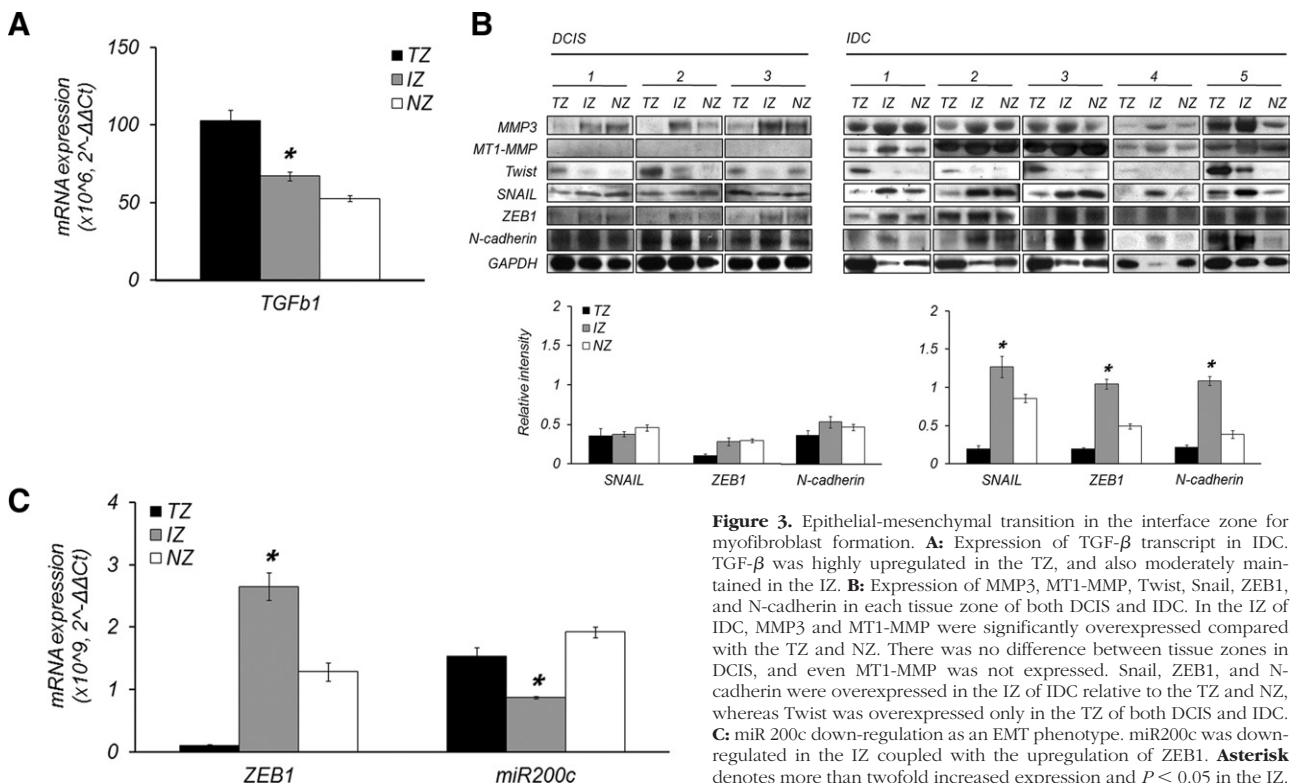 A
150
100
50
0
mRNA expression
(x10^6, 2^-ΔΔCt)
TZ
IZ
NZ
*
TGFb1
B
DCIS
IDC
1 2 3 1 2 3 4 5
TZ IZ NZ TZ IZ NZ TZ IZ NZ TZ IZ NZ TZ IZ NZ TZ IZ NZ TZ IZ NZ TZ IZ NZ
MMP3
MT1-MMP
Twist
SNAIL
ZEB1
N-cadherin
GAPDH
2
1.5
1
0.5
0
Relative intensity
TZ
IZ
NZ
SNAIL ZEB1 N-cadherin
2
1.5
1
0.5
0
* * *
SNAIL ZEB1 N-cadherin
C
4
3
2
1
0
mRNA expression
(x10^9, 2^-ΔΔCt)
TZ
IZ
NZ
* *
ZEB1 miR200c
Figure 3. Epithelial-mesenchymal transition in the interface zone for
myofibroblast formation. A: Expression of TGF-β transcript in IDC.
TGF-β was highly upregulated in the TZ, and also moderately main-
tained in the IZ. B: Expression of MMP3, MT1-MMP, Twist, Snail, ZEB1,
and N-cadherin in each tissue zone of both DCIS and IDC. In the IZ of
IDC, MMP3 and MT1-MMP were significantly overexpressed compared
with the TZ and NZ. There was no difference between tissue zones in
DCIS, and even MT1-MMP was not expressed. Snail, ZEB1, and N-
cadherin were overexpressed in the IZ of IDC relative to the TZ and NZ,
whereas Twist was overexpressed only in the TZ of both DCIS and IDC.
C: miR 200c down-regulation as an EMT phenotype. miR200c was down-
regulated in the IZ coupled with the upregulation of ZEB1. Asterisk
denotes more than twofold increased expression and P < 0.05 in the IZ.